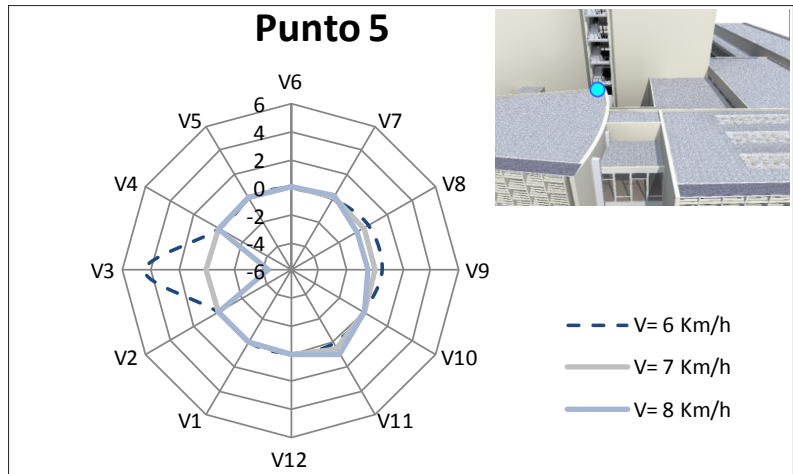 Punto 5
V6
V7
V8
V9
V10
V11
V12
V1
V2
V3
V4
V5
6
4
2
0
-2
-4
-6
V= 6 Km/h
V= 7 Km/h
V= 8 Km/h